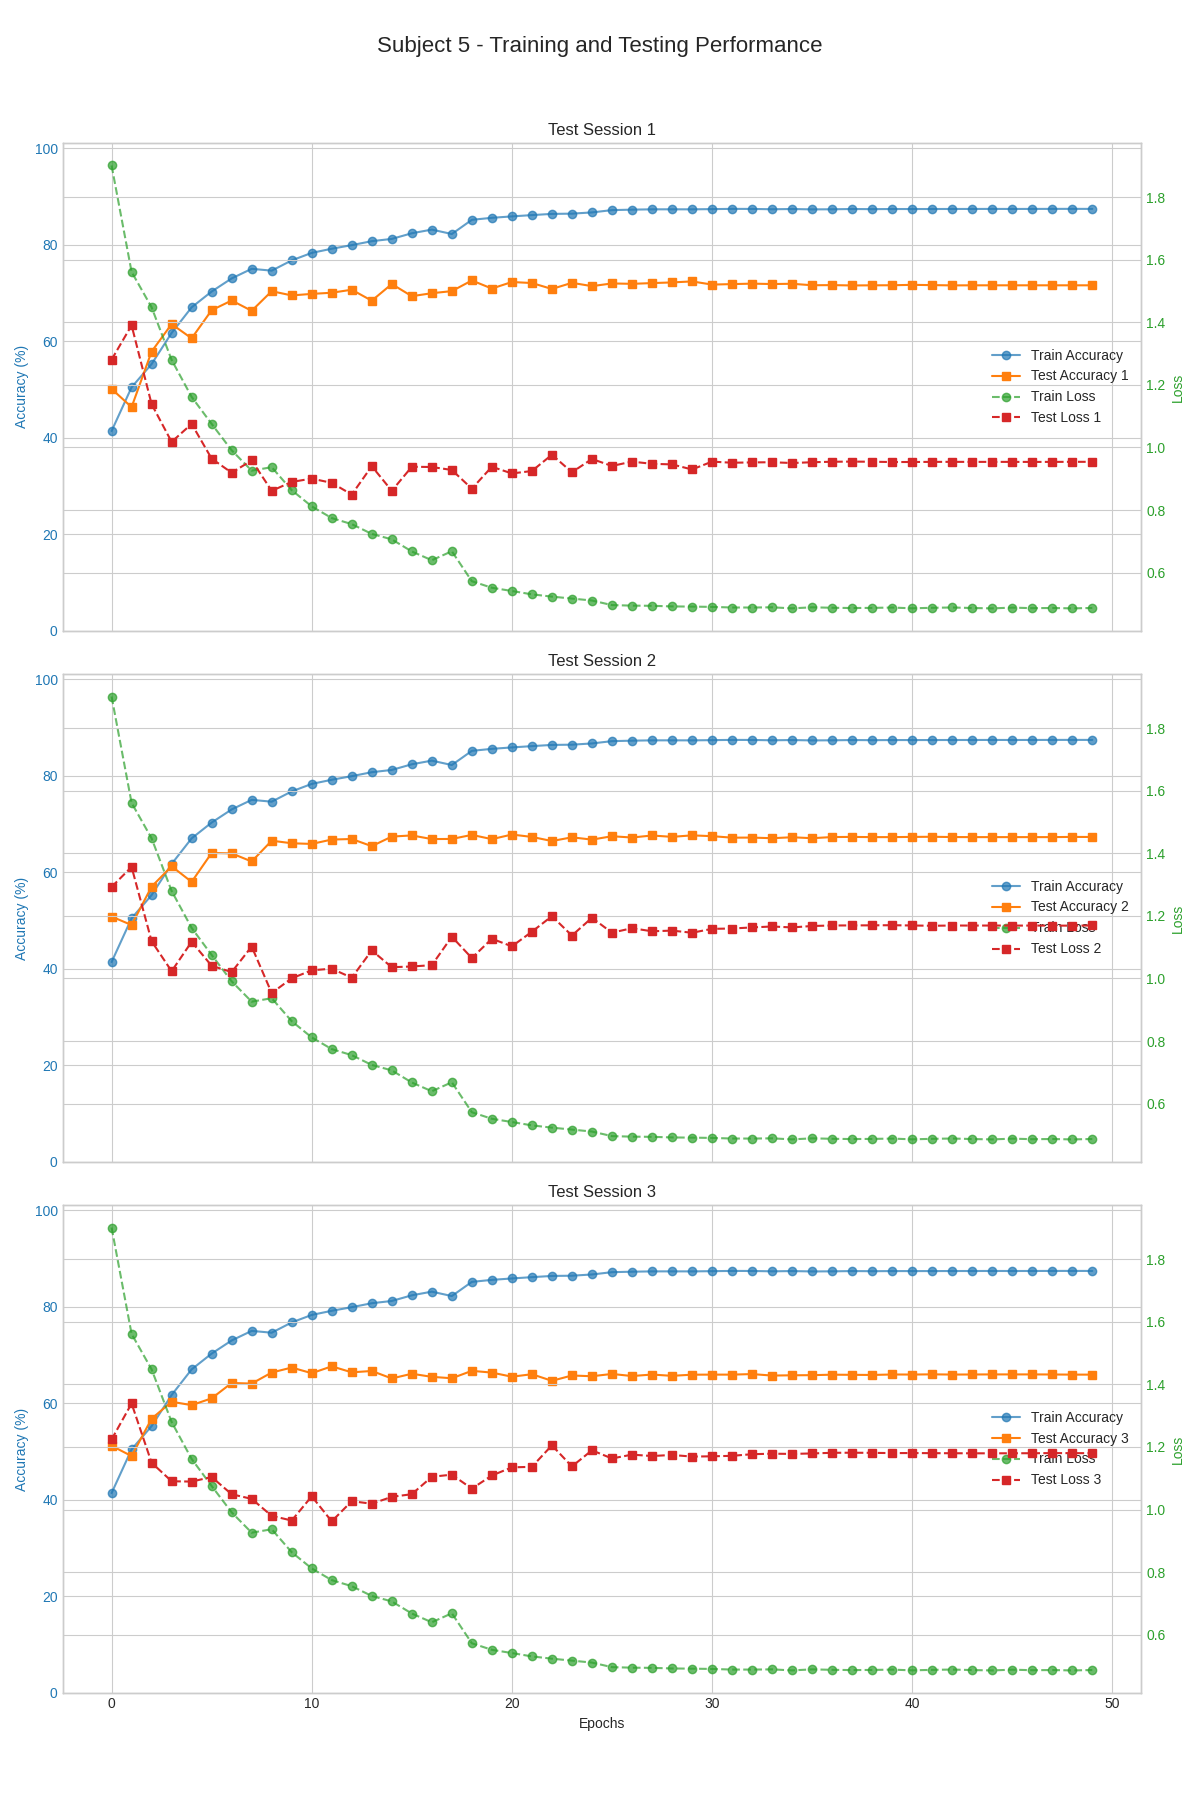 Subject 5 - Training and Testing Performance
Test Session 1
100
80
60
40
20
0
Accuracy (%)
1.8
1.6
1.4
1.2
1.0
0.8
0.6
Loss
Train Accuracy
Test Accuracy 1
Train Loss
Test Loss 1
Test Session 2
100
80
60
40
20
0
Accuracy (%)
1.8
1.6
1.4
1.2
1.0
0.8
0.6
Loss
Train Accuracy
Test Accuracy 2
Train Loss
Test Loss 2
Test Session 3
100
80
60
40
20
0
Accuracy (%)
1.8
1.6
1.4
1.2
1.0
0.8
0.6
Loss
Train Accuracy
Test Accuracy 3
Train Loss
Test Loss 3
0 10 20 30 40 50
Epochs